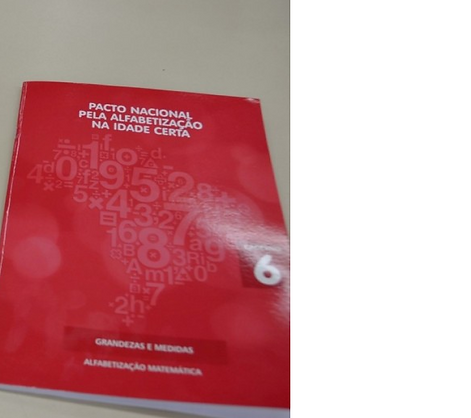 PACTO NACIONAL
PELA ALFABETIZAÇÃO
NA IDADE CERTA
6
GRANDEZAS E MEDIDAS
ALFABETIZAÇÃO MATEMÁTICA